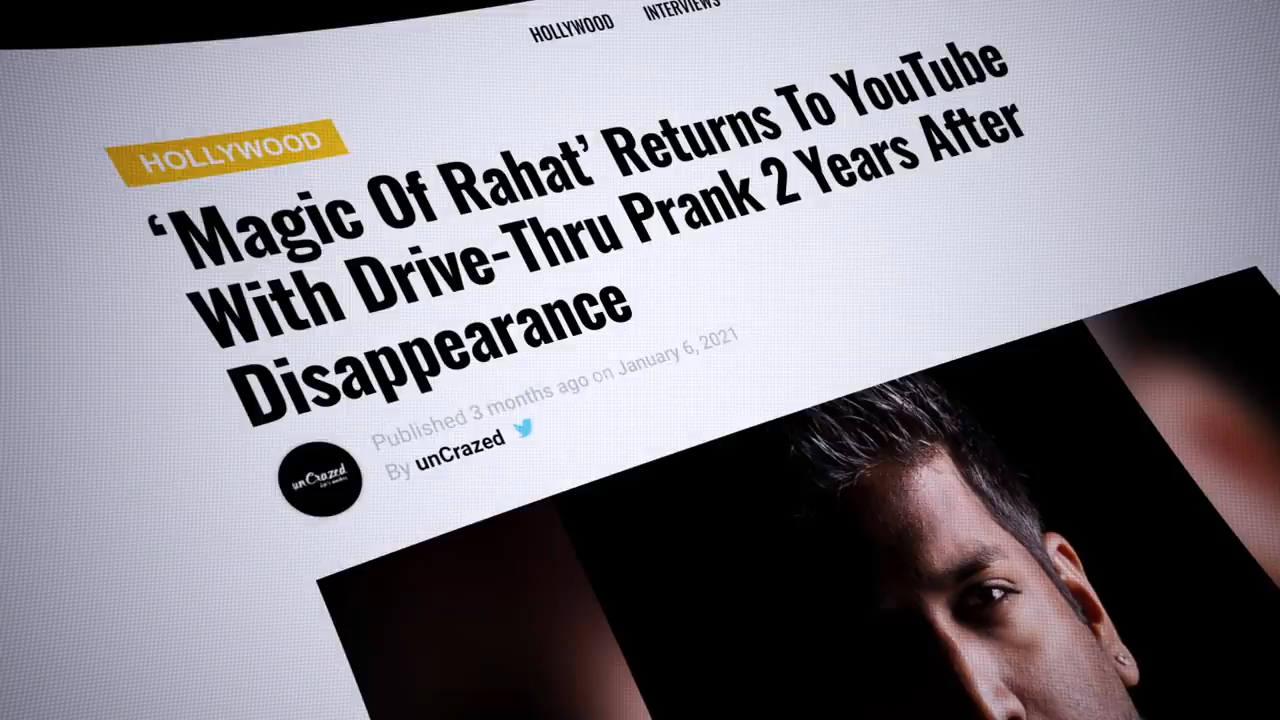 HOLLYWOOD INTERVIEWS
HOLLYWOOD
‘Magic Of Rahat’ Returns To YouTube
With Drive-Thru Prank 2 Years After
Disappearance
Published 3 months ago on January 6, 2021
By unCrazed
unCrazed